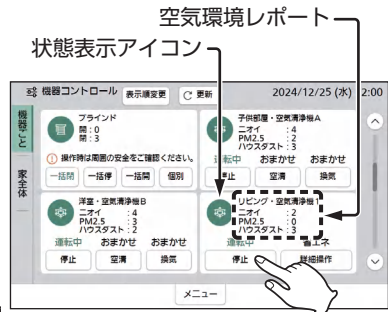 空気環境レポート
状態表示アイコン
機器コントロール 表示順変更 更新 2024/12/25 (水) 2:00
機器ごと
家全体
ブラインド
開:0
閉:3
操作時は周囲の安全をご確認ください。
一括閉 一括停 一括開 個別
子供部屋・空気清浄機A
ニオイ :4
PM2.5 :3
ハウスダスト:2
運転中 おまかせ おまかせ
停止 空清 換気
洋室・空気清浄機B
ニオイ :4
PM2.5 :3
ハウスダスト:2
運転中 おまかせ おまかせ
停止 空清 換気
リビング・空気清浄機1
ニオイ :2
PM2.5 :0
ハウスダスト:3
運転中 省エネ
停止 詳細操作
メニュー